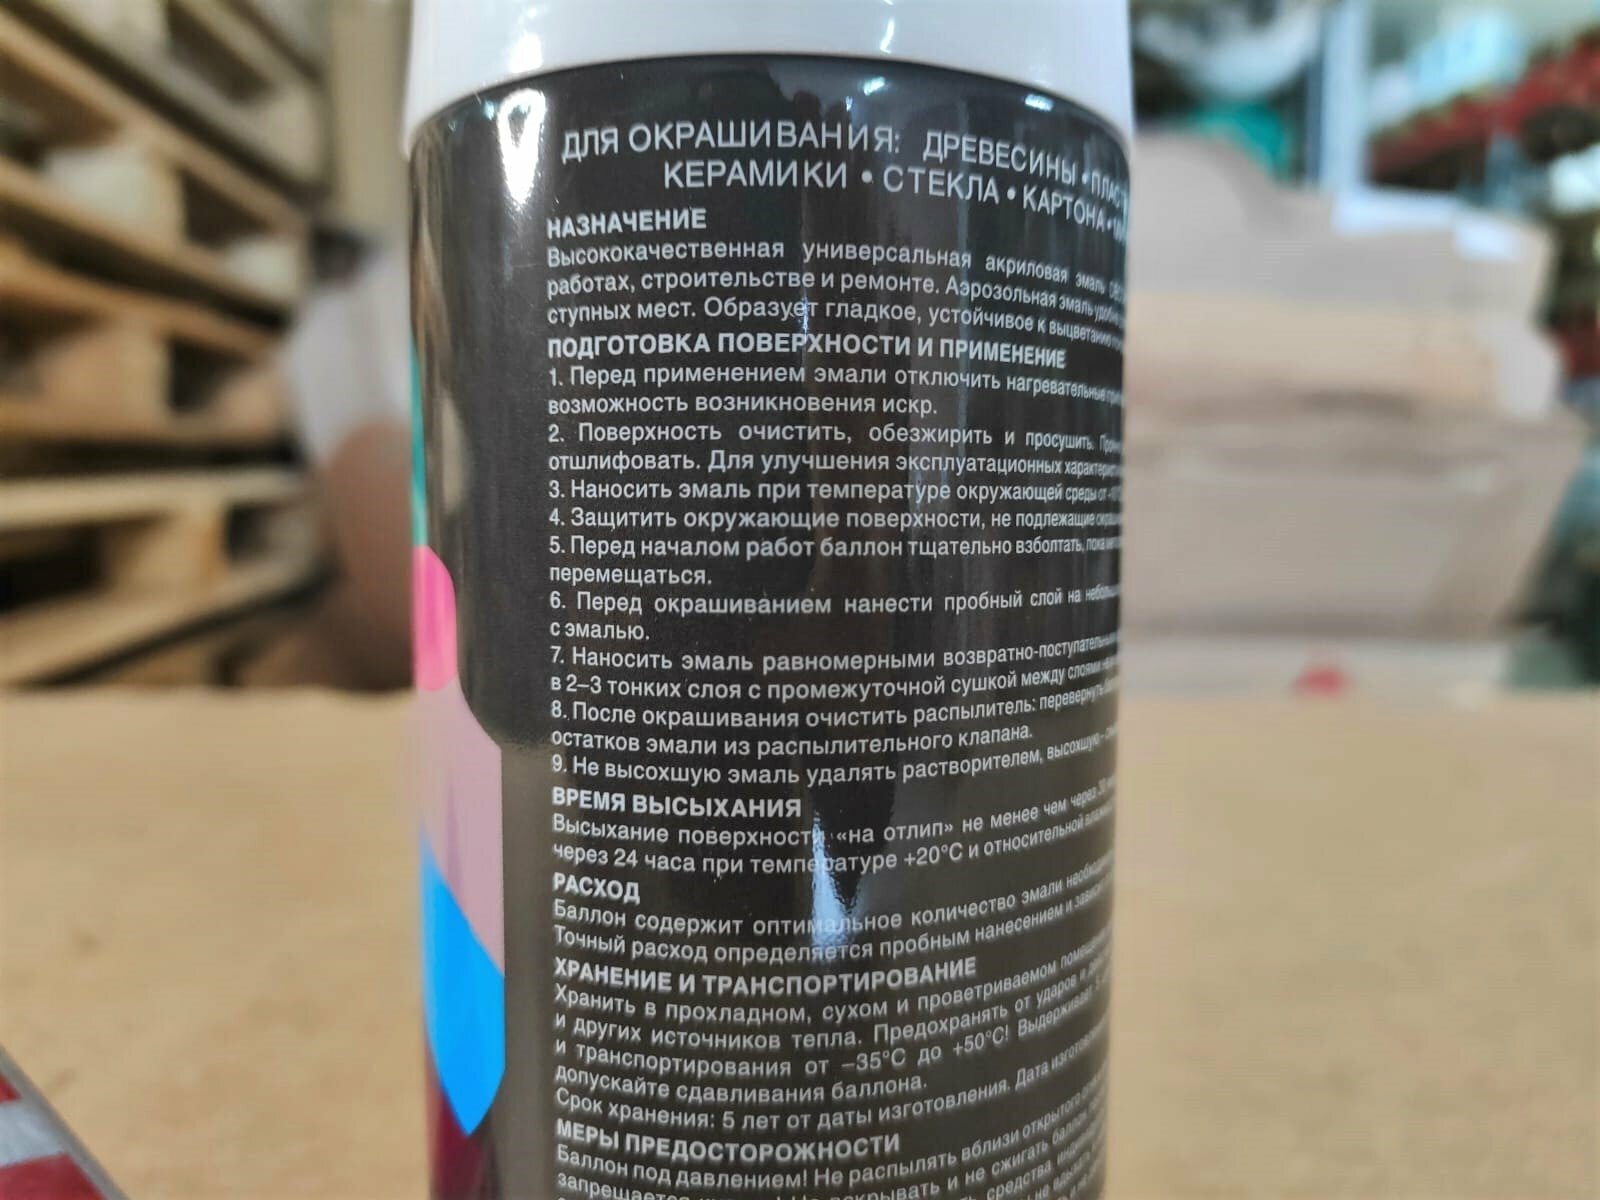 ДЛЯ ОКРАШИВАНИЯ: ДРЕВЕСИНЫ •
КЕРАМИКИ • СТЕКЛА • КАРТОНА •
НАЗНАЧЕНИЕ
Высококачественная универсальная акриловая эмаль
работах, строительстве и ремонте. Аэрозольная эмаль
ступных мест. Образует гладкое, устойчивое к выцветанию
ПОДГОТОВКА ПОВЕРХНОСТИ И ПРИМЕНЕНИЕ
1. Перед применением эмали отключить нагревательные
возможность возникновения искр.
2. Поверхность очистить, обезжирить и просушить.
отшлифовать. Для улучшения эксплуатационных
3. Наносить эмаль при температуре окружающей среды от
4. Защитить окружающие поверхности, не подлежащие
5. Перед началом работ баллон тщательно взболтать, пока
перемещаться.
6. Перед окрашиванием нанести пробный слой на
с эмалью.
7. Наносить эмаль равномерными
в 2–3 тонких слоя с промежуточной сушкой между слоями
8. После окрашивания очистить распылитель: перевернуть
остатков эмали из распылительного клапана.
9. Не высохшую эмаль удалять растворителем, высохшую –
ВРЕМЯ ВЫСЫХАНИЯ
Высыхание поверхности «на отлип» не менее чем через 30
через 24 часа при температуре +20°С и относительной
РАСХОД
Баллон содержит оптимальное количество эмали
Точный расход определяется пробным нанесением и
ХРАНЕНИЕ И ТРАНСПОРТИРОВАНИЕ
Хранить в прохладном, сухом и проветриваемом
и других источников тепла. Предохранять от ударов и
и транспортирования от –35°С до +50°С! Выдерживает
допускайте сдавливания баллона.
Срок хранения: 5 лет от даты изготовления. Дата
МЕРЫ ПРЕДОСТОРОЖНОСТИ
Баллон под давлением! Не распылять вблизи открытого
запрещается и не сжигать баллон
средства